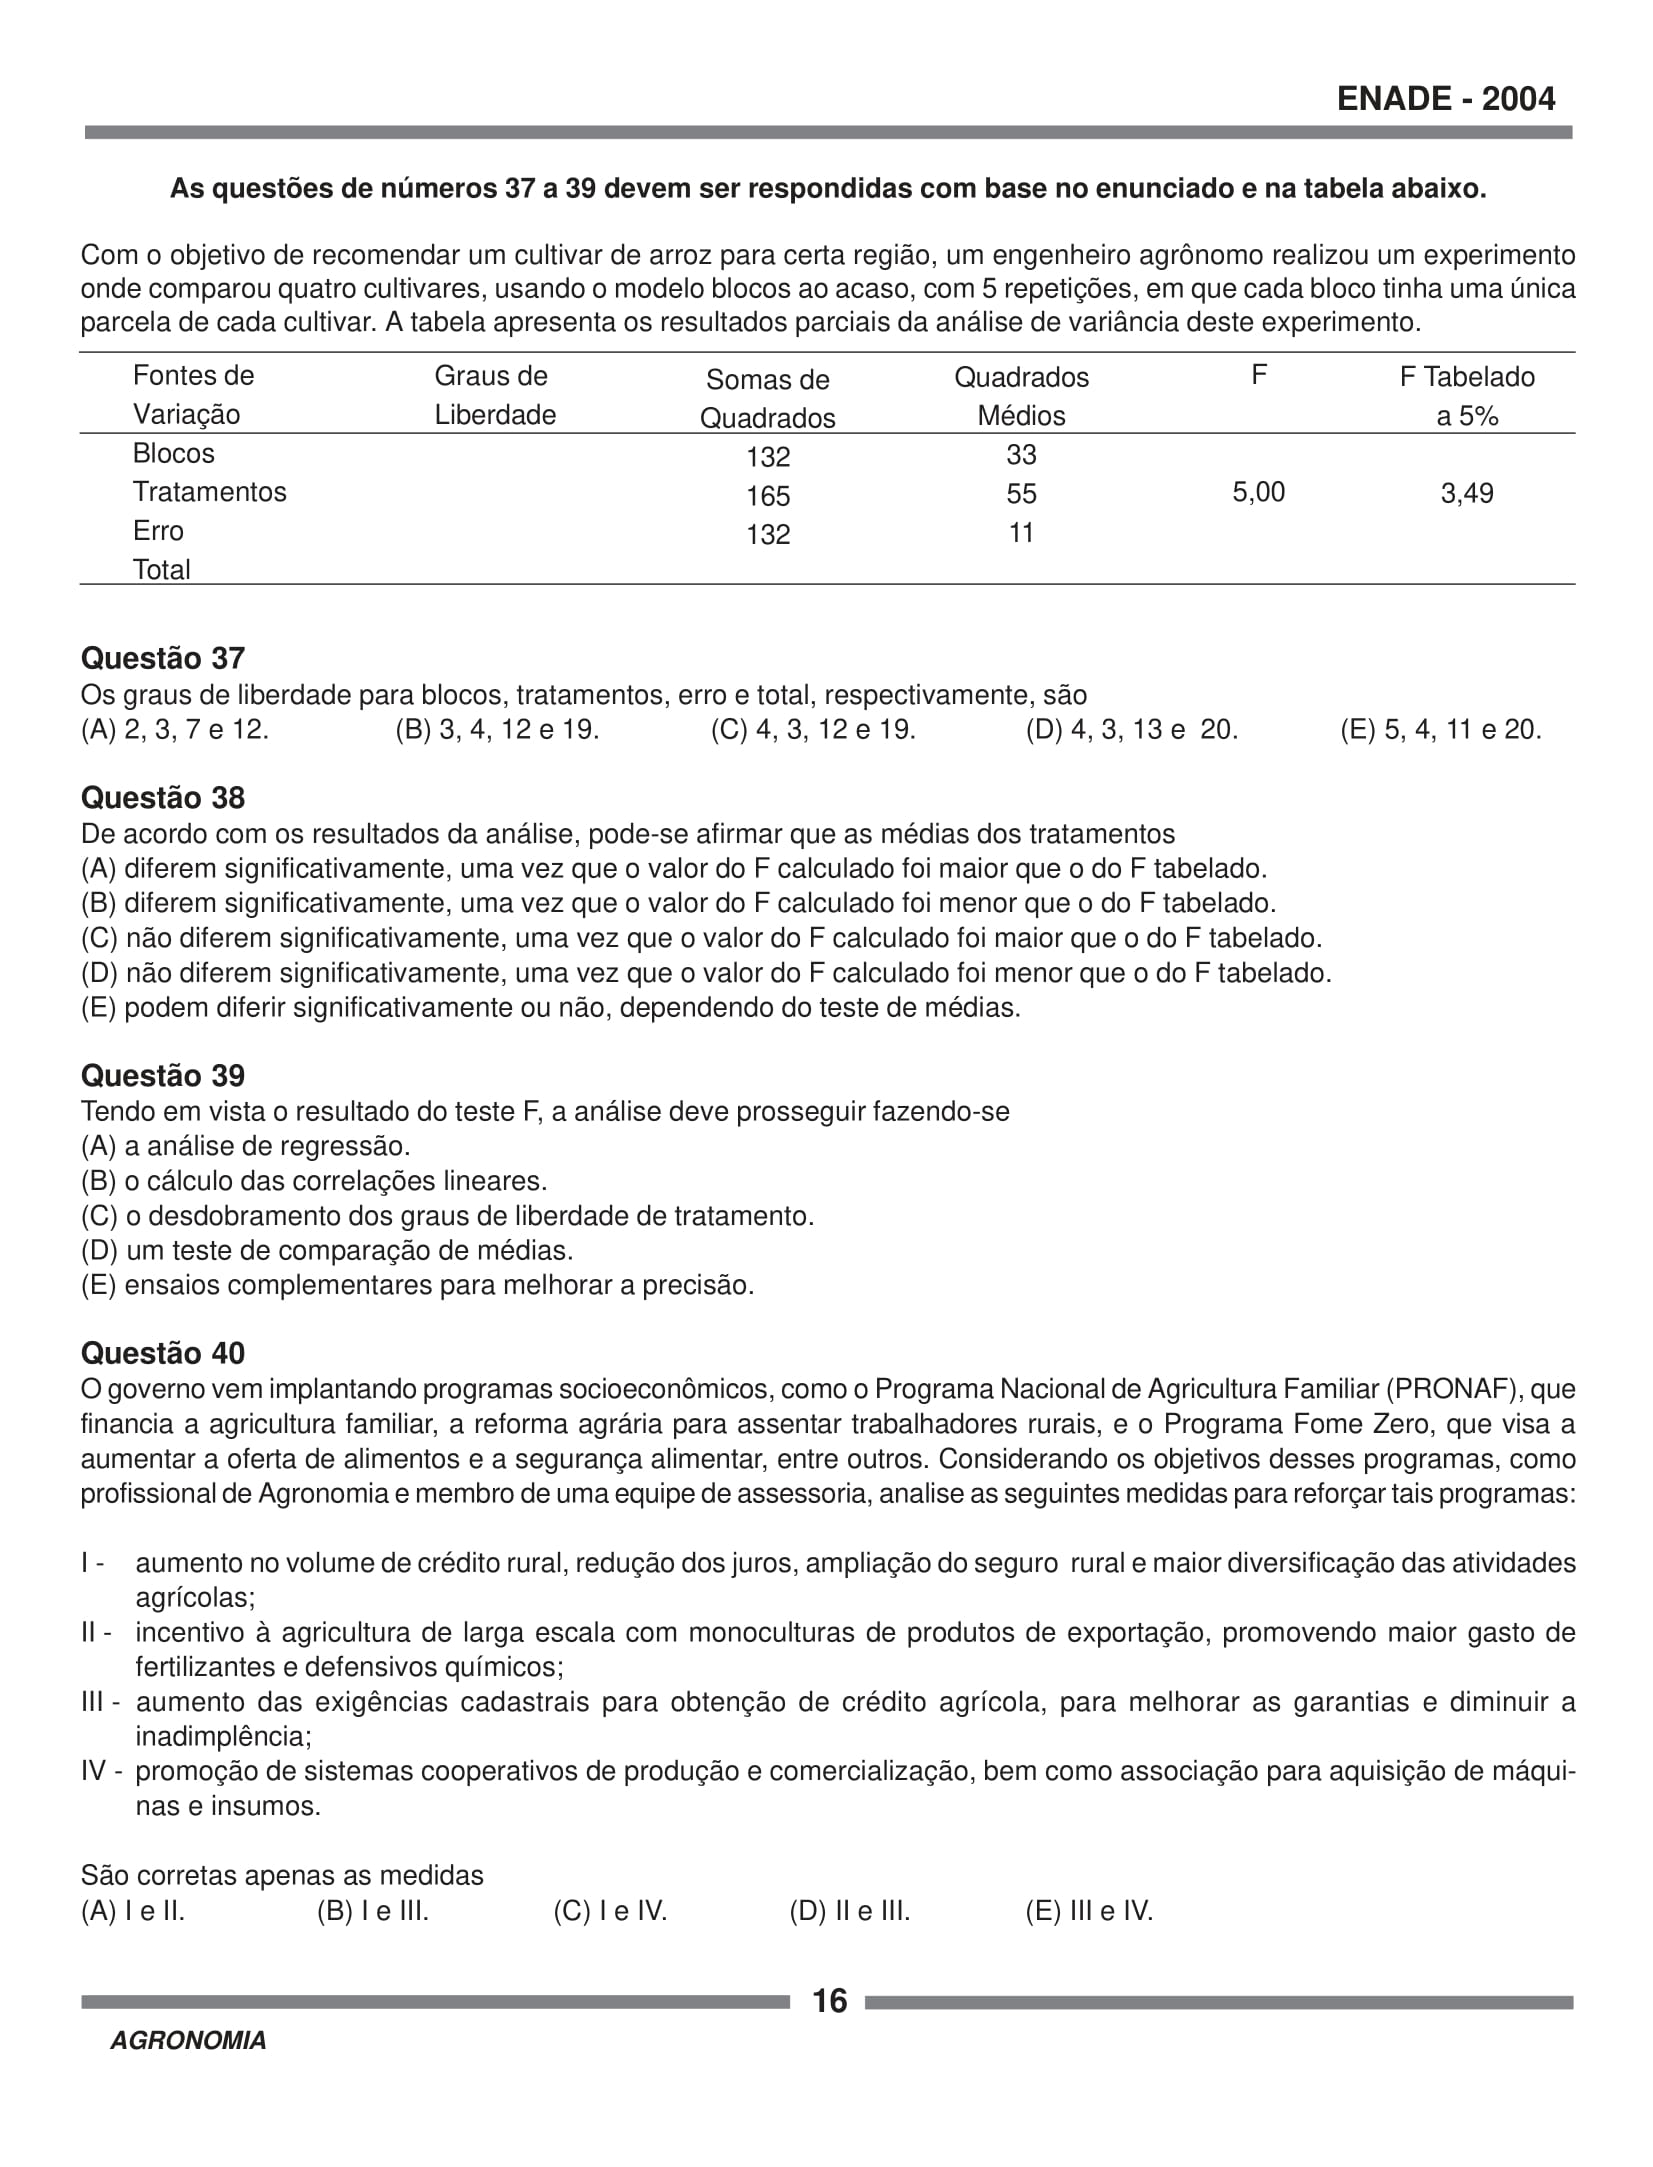 ENADE - 2004
As questões de números 37 a 39 devem ser respondidas com base no enunciado e na tabela abaixo.
Com o objetivo de recomendar um cultivar de arroz para certa região, um engenheiro agrônomo realizou um experimento
onde comparou quatro cultivares, usando o modelo blocos ao acaso, com 5 repetições, em que cada bloco tinha uma única
parcela de cada cultivar. A tabela apresenta os resultados parciais da análise de variância deste experimento.
Fontes de Graus de Somas de Quadrados F F Tabelado
Variação Liberdade Quadrados Médios a 5%
Blocos 132 33
Tratamentos 165 55 5,00 3,49
Erro 132 11
Total
Questão 37
Os graus de liberdade para blocos, tratamentos, erro e total, respectivamente, são
(A) 2, 3, 7 e 12. (B) 3, 4, 12 e 19. (C) 4, 3, 12 e 19. (D) 4, 3, 13 e 20. (E) 5, 4, 11 e 20.
Questão 38
De acordo com os resultados da análise, pode-se afirmar que as médias dos tratamentos
(A) diferem significativamente, uma vez que o valor do F calculado foi maior que o do F tabelado.
(B) diferem significativamente, uma vez que o valor do F calculado foi menor que o do F tabelado.
(C) não diferem significativamente, uma vez que o valor do F calculado foi maior que o do F tabelado.
(D) não diferem significativamente, uma vez que o valor do F calculado foi menor que o do F tabelado.
(E) podem diferir significativamente ou não, dependendo do teste de médias.
Questão 39
Tendo em vista o resultado do teste F, a análise deve prosseguir fazendo-se
(A) a análise de regressão.
(B) o cálculo das correlações lineares.
(C) o desdobramento dos graus de liberdade de tratamento.
(D) um teste de comparação de médias.
(E) ensaios complementares para melhorar a precisão.
Questão 40
O governo vem implantando programas socioeconômicos, como o Programa Nacional de Agricultura Familiar (PRONAF), que
financia a agricultura familiar, a reforma agrária para assentar trabalhadores rurais, e o Programa Fome Zero, que visa a
aumentar a oferta de alimentos e a segurança alimentar, entre outros. Considerando os objetivos desses programas, como
profissional de Agronomia e membro de uma equipe de assessoria, analise as seguintes medidas para reforçar tais programas:
I - aumento no volume de crédito rural, redução dos juros, ampliação do seguro rural e maior diversificação das atividades
agrícolas;
II - incentivo à agricultura de larga escala com monoculturas de produtos de exportação, promovendo maior gasto de
fertilizantes e defensivos químicos;
III - aumento das exigências cadastrais para obtenção de crédito agrícola, para melhorar as garantias e diminuir a
inadimplência;
IV - promoção de sistemas cooperativos de produção e comercialização, bem como associação para aquisição de máqui-
nas e insumos.
São corretas apenas as medidas
(A) I e II. (B) I e III. (C) I e IV. (D) II e III. (E) III e IV.
16
AGRONOMIA